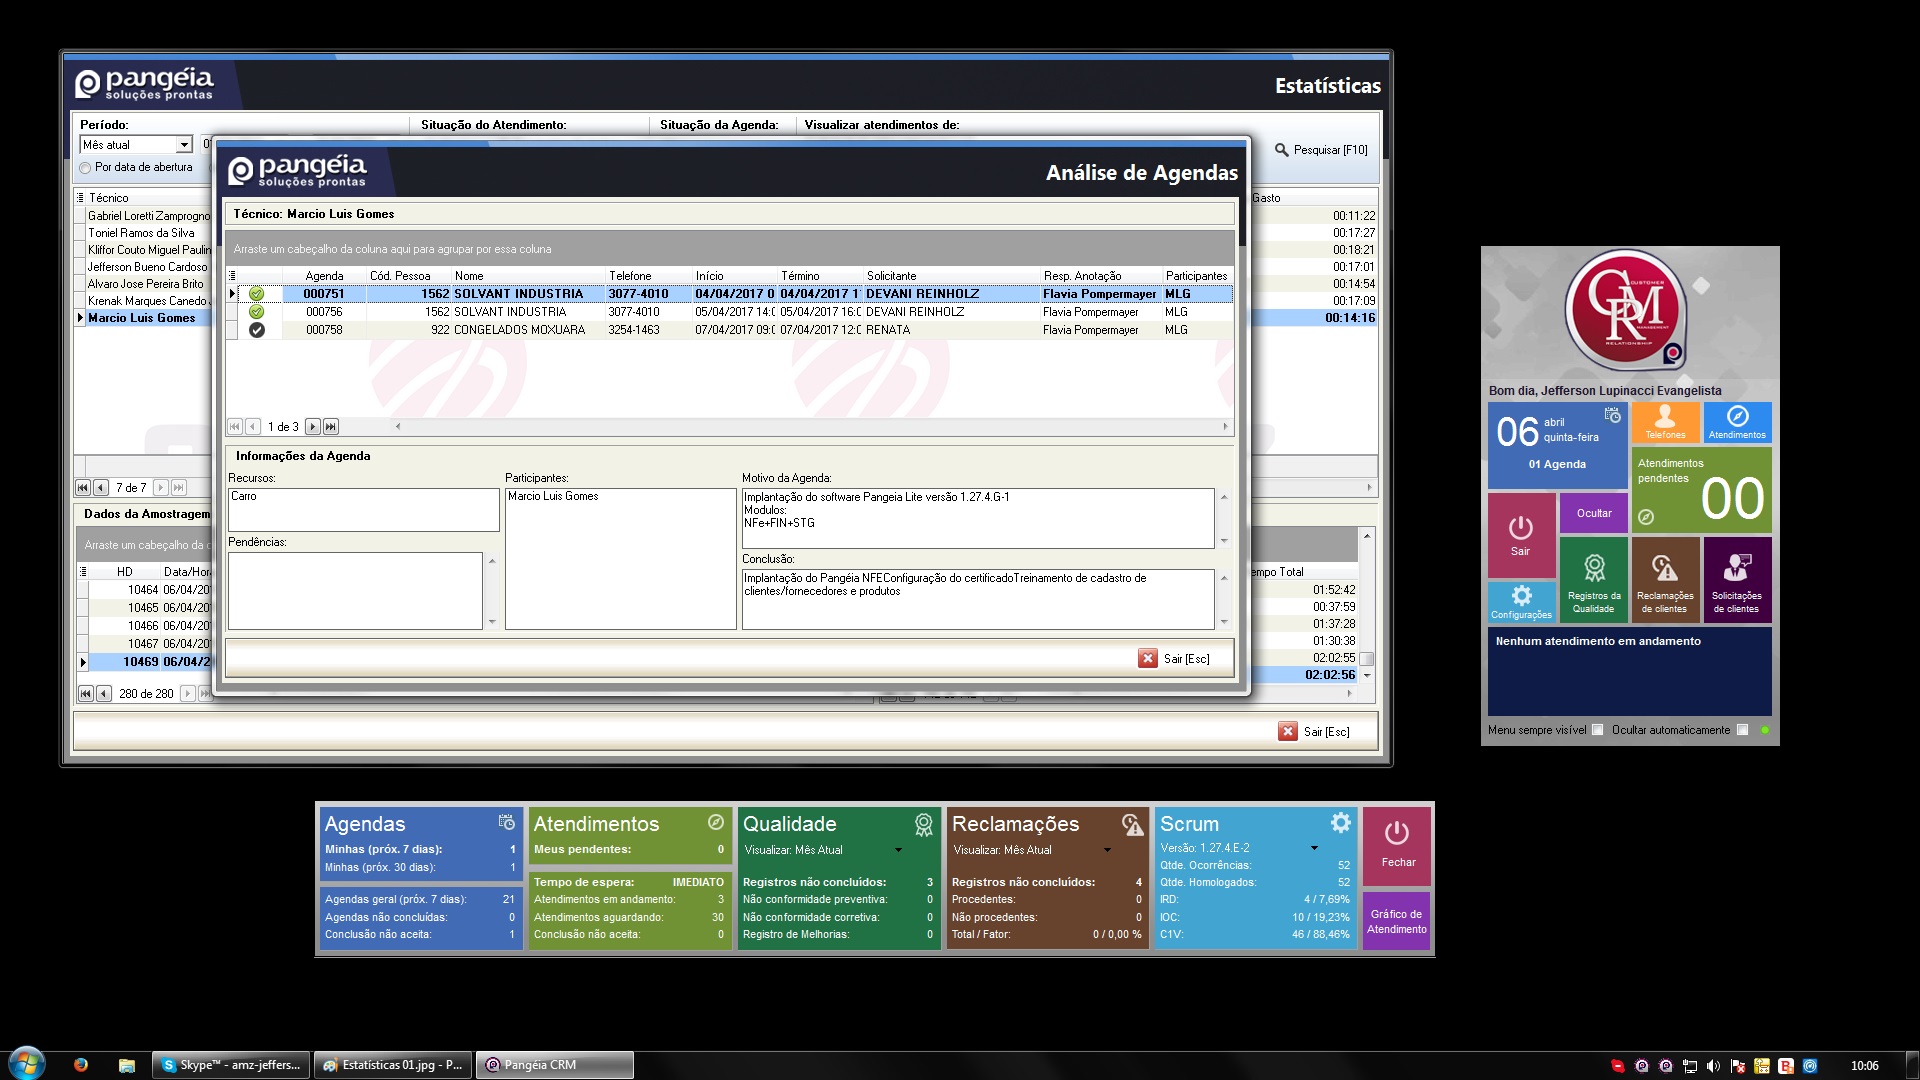 pangéia
soluções prontas
Estatísticas
Período:
Situação do Atendimento:
Situação da Agenda:
Visualizar atendimentos de:
Mês atual
Por data de abertura
Pesquisar [F10]
Técnico
Gabriel Loretti Zamprogno
Toniel Ramos da Silva
Kliffor Couto Miguel Paulin
Jefferson Bueno Cardoso
Alvaro Jose Pereira Brito
Krenak Marques Canedo
Marcio Luis Gomes
7 de 7
Gasto
00:11:22
00:17:27
00:18:21
00:17:01
00:14:54
00:17:09
00:14:16
Dados da Amostragem
Arraste um cabeçalho da
HD Data/Hor
10464 06/04/20
10465 06/04/20
10466 06/04/20
10467 06/04/20
10469 06/04/2
280 de 280
empo Total
01:52:42
00:37:59
01:37:28
01:30:38
02:02:55
02:02:56
Sair [Esc]
pangéia
soluções prontas
Análise de Agendas
Técnico: Marcio Luis Gomes
Arraste um cabeçalho da coluna aqui para agrupar por essa coluna
Agenda Cód. Pessoa Nome Telefone Início Término Solicitante Resp. Anotação Participantes
000751 1562 SOLVANT INDUSTRIA 3077-4010 04/04/2017 0 04/04/2017 1 DEVANI REINHOLZ Flavia Pompermayer MLG
000756 1562 SOLVANT INDUSTRIA 3077-4010 05/04/2017 14:0 05/04/2017 16:0 DEVANI REINHOLZ Flavia Pompermayer MLG
000758 922 CONGELADOS MOXUARA 3254-1463 07/04/2017 09:0 07/04/2017 12:0 RENATA Flavia Pompermayer MLG
1 de 3
Informações da Agenda
Recursos:
Carro
Pendências:
Participantes:
Marcio Luis Gomes
Motivo da Agenda:
Implantação do software Pangeia Lite versão 1.27.4.G-1
Modulos:
NFe+FIN+STG
Conclusão:
Implantação do Pangéia NFEConfiguração do certificadoTreinamento de cadastro de
clientes/fornecedores e produtos
Sair [Esc]
CUSTOMER
CRM
MANAGEMENT
RELATIONSHIP
Bom dia, Jefferson Lupinacci Evangelista
06
abril
quinta-feira
01 Agenda
Telefones
Atendimentos
Atendimentos
pendentes
00
Sair
Ocultar
Configurações
Registros da
Qualidade
Reclamações
de clientes
Solicitações
de clientes
Nenhum atendimento em andamento
Menu sempre visível
Ocultar automaticamente
Agendas
Minhas (próx. 7 dias): 1
Minhas (próx. 30 dias): 1
Agendas geral (próx. 7 dias): 21
Agendas não concluídas: 0
Conclusão não aceita: 1
Atendimentos
Meus pendentes: 0
Tempo de espera: IMEDIATO
Atendimentos em andamento: 3
Atendimentos aguardando: 30
Conclusão não aceita: 0
Qualidade
Visualizar: Mês Atual
Registros não concluídos: 3
Não conformidade preventiva: 0
Não conformidade corretiva: 0
Registro de Melhorias: 0
Reclamações
Visualizar: Mês Atual
Registros não concluídos: 4
Procedentes: 0
Não procedentes: 0
Total / Fator: 0 / 0,00 %
Scrum
Versão: 1.27.4.E-2
Qtde. Ocorrências: 52
Qtde. Homologados: 52
IRD: 4 / 7,69%
IOC: 10 / 19,23%
C1V: 46 / 88,46%
Fechar
Gráfico de
Atendimento
Skype™ - amz-jeffers...
Estatísticas 01.jpg - P...
Pangéia CRM
10:06